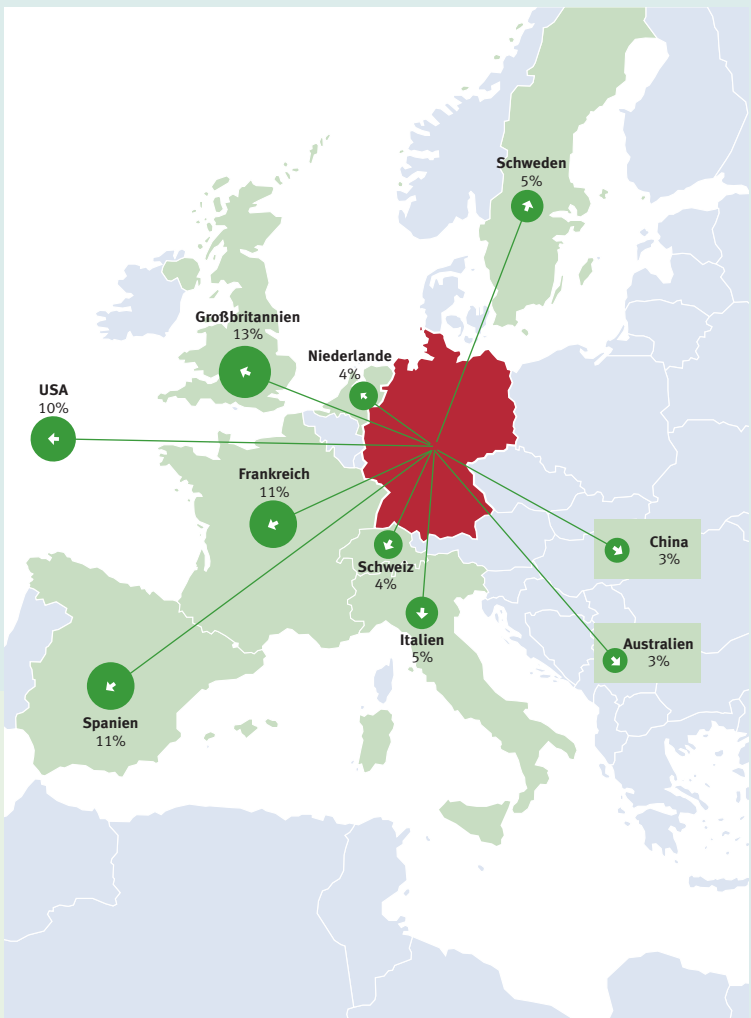 Schweden
5%
Großbritannien
13%
Niederlande
4%
USA
10%
Frankreich
11%
China
3%
Schweiz
4%
Italien
5%
Australien
3%
Spanien
11%